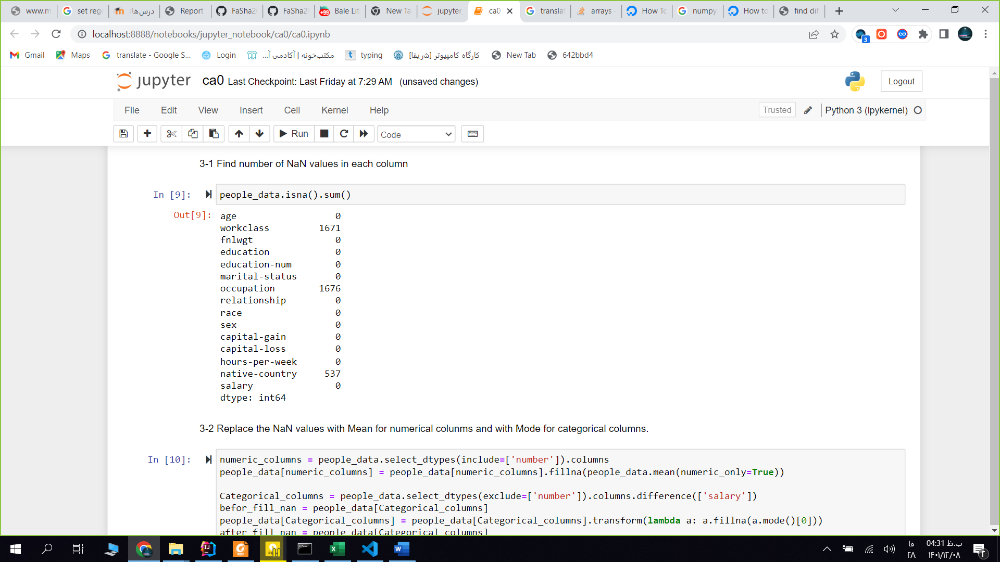 www.m
set rege
درس‌ها:
Report
FaSha2
FaSha2
Bale Lit
New Ta
jupyter
ca0
translat
arrays -
How To
numpy
How to
find dif
localhost:8888/notebooks/jupyter_notebook/ca0/ca0.ipynb
3
Gmail
Maps
translate - Google S...
Login
مکتب‌خونه | آکادمی آ...
typing
کارگاه کامپیوتر [شریفا]
New Tab
642bbd4
jupyter ca0 Last Checkpoint: Last Friday at 7:29 AM (unsaved changes)
Logout
File Edit View Insert Cell Kernel Help
Trusted
Python 3 (ipykernel)
Run
Code
3-1 Find number of NaN values in each column
In [9]: people_data.isna().sum()
Out[9]: age 0
workclass 1671
fnlwgt 0
education 0
education-num 0
marital-status 0
occupation 1676
relationship 0
race 0
sex 0
capital-gain 0
capital-loss 0
hours-per-week 0
native-country 537
salary 0
dtype: int64
3-2 Replace the NaN values with Mean for numerical colunms and with Mode for categorical columns.
In [10]: numeric_columns = people_data.select_dtypes(include=['number']).columns
people_data[numeric_columns] = people_data[numeric_columns].fillna(people_data.mean(numeric_only=True))
Categorical_columns = people_data.select_dtypes(exclude=['number']).columns.difference(['salary'])
befor_fill_nan = people_data[Categorical_columns]
people_data[Categorical_columns] = people_data[Categorical_columns].transform(lambda a: a.fillna(a.mode()[0]))
after_fill_nan = people_data[Categorical_columns]
فا
FA
04:31 ب.ظ
۱۴۰۱/۱۲/۰۸
۲